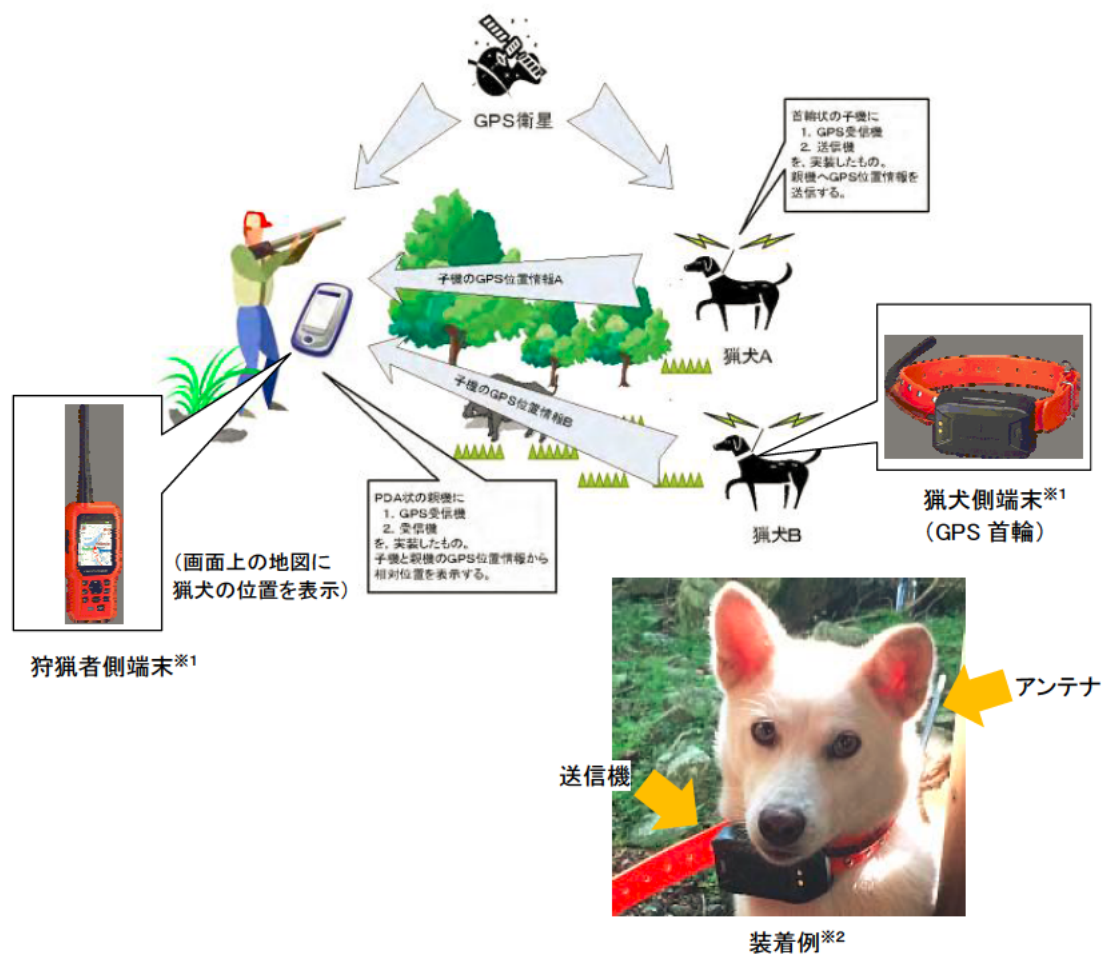 GPS衛星
首輪状の子機に
1. GPS受信機
2. 送信機
を、実装したもの。
親機へGPS位置情報を
送信する。
子機のGPS位置情報A
猟犬A
子機のGPS位置情報B
猟犬B
猟犬側端末※1
（GPS 首輪）
PDA状の親機に
1. GPS受信機
2. 受信機
を、実装したもの。
子機と親機のGPS位置情報から
相対位置を表示する。
（画面上の地図に
猟犬の位置を表示）
狩猟者側端末※1
アンテナ
送信機
装着例※2